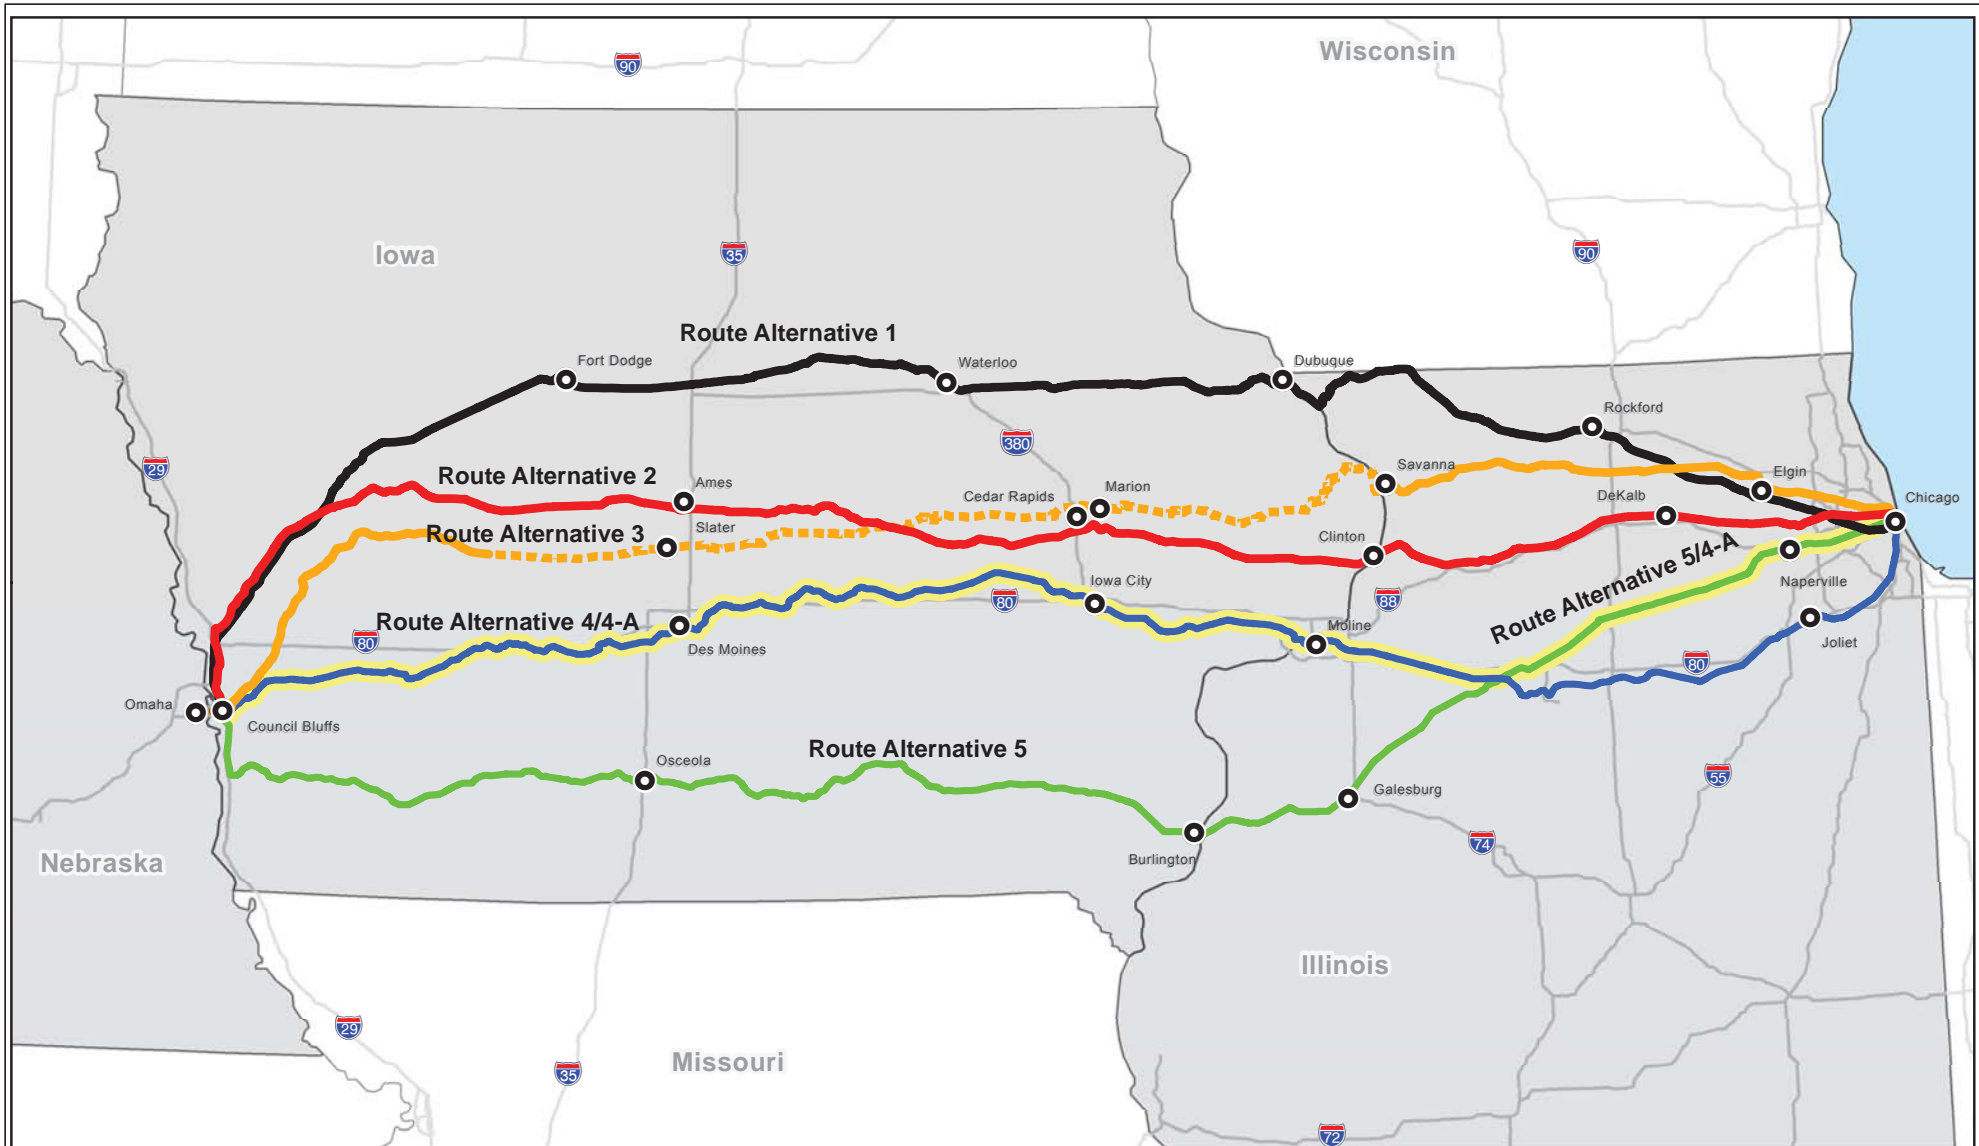 Wisconsin
90
Iowa
35
90
Route Alternative 1
Fort Dodge
Waterloo
Dubuque
Rockford
380
29
Route Alternative 2
Ames
Savanna
Elgin
Cedar Rapids
Marion
DeKalb
Chicago
Route Alternative 3
Slater
Clinton
Route Alternative 5/4-A
Naperville
Iowa City
80
88
Route Alternative 4/4-A
80
Des Moines
Moline
Joliet
80
Omaha
Council Bluffs
Route Alternative 5
Osceola
55
Galesburg
Nebraska
Burlington
74
Illinois
29
Missouri
35
72